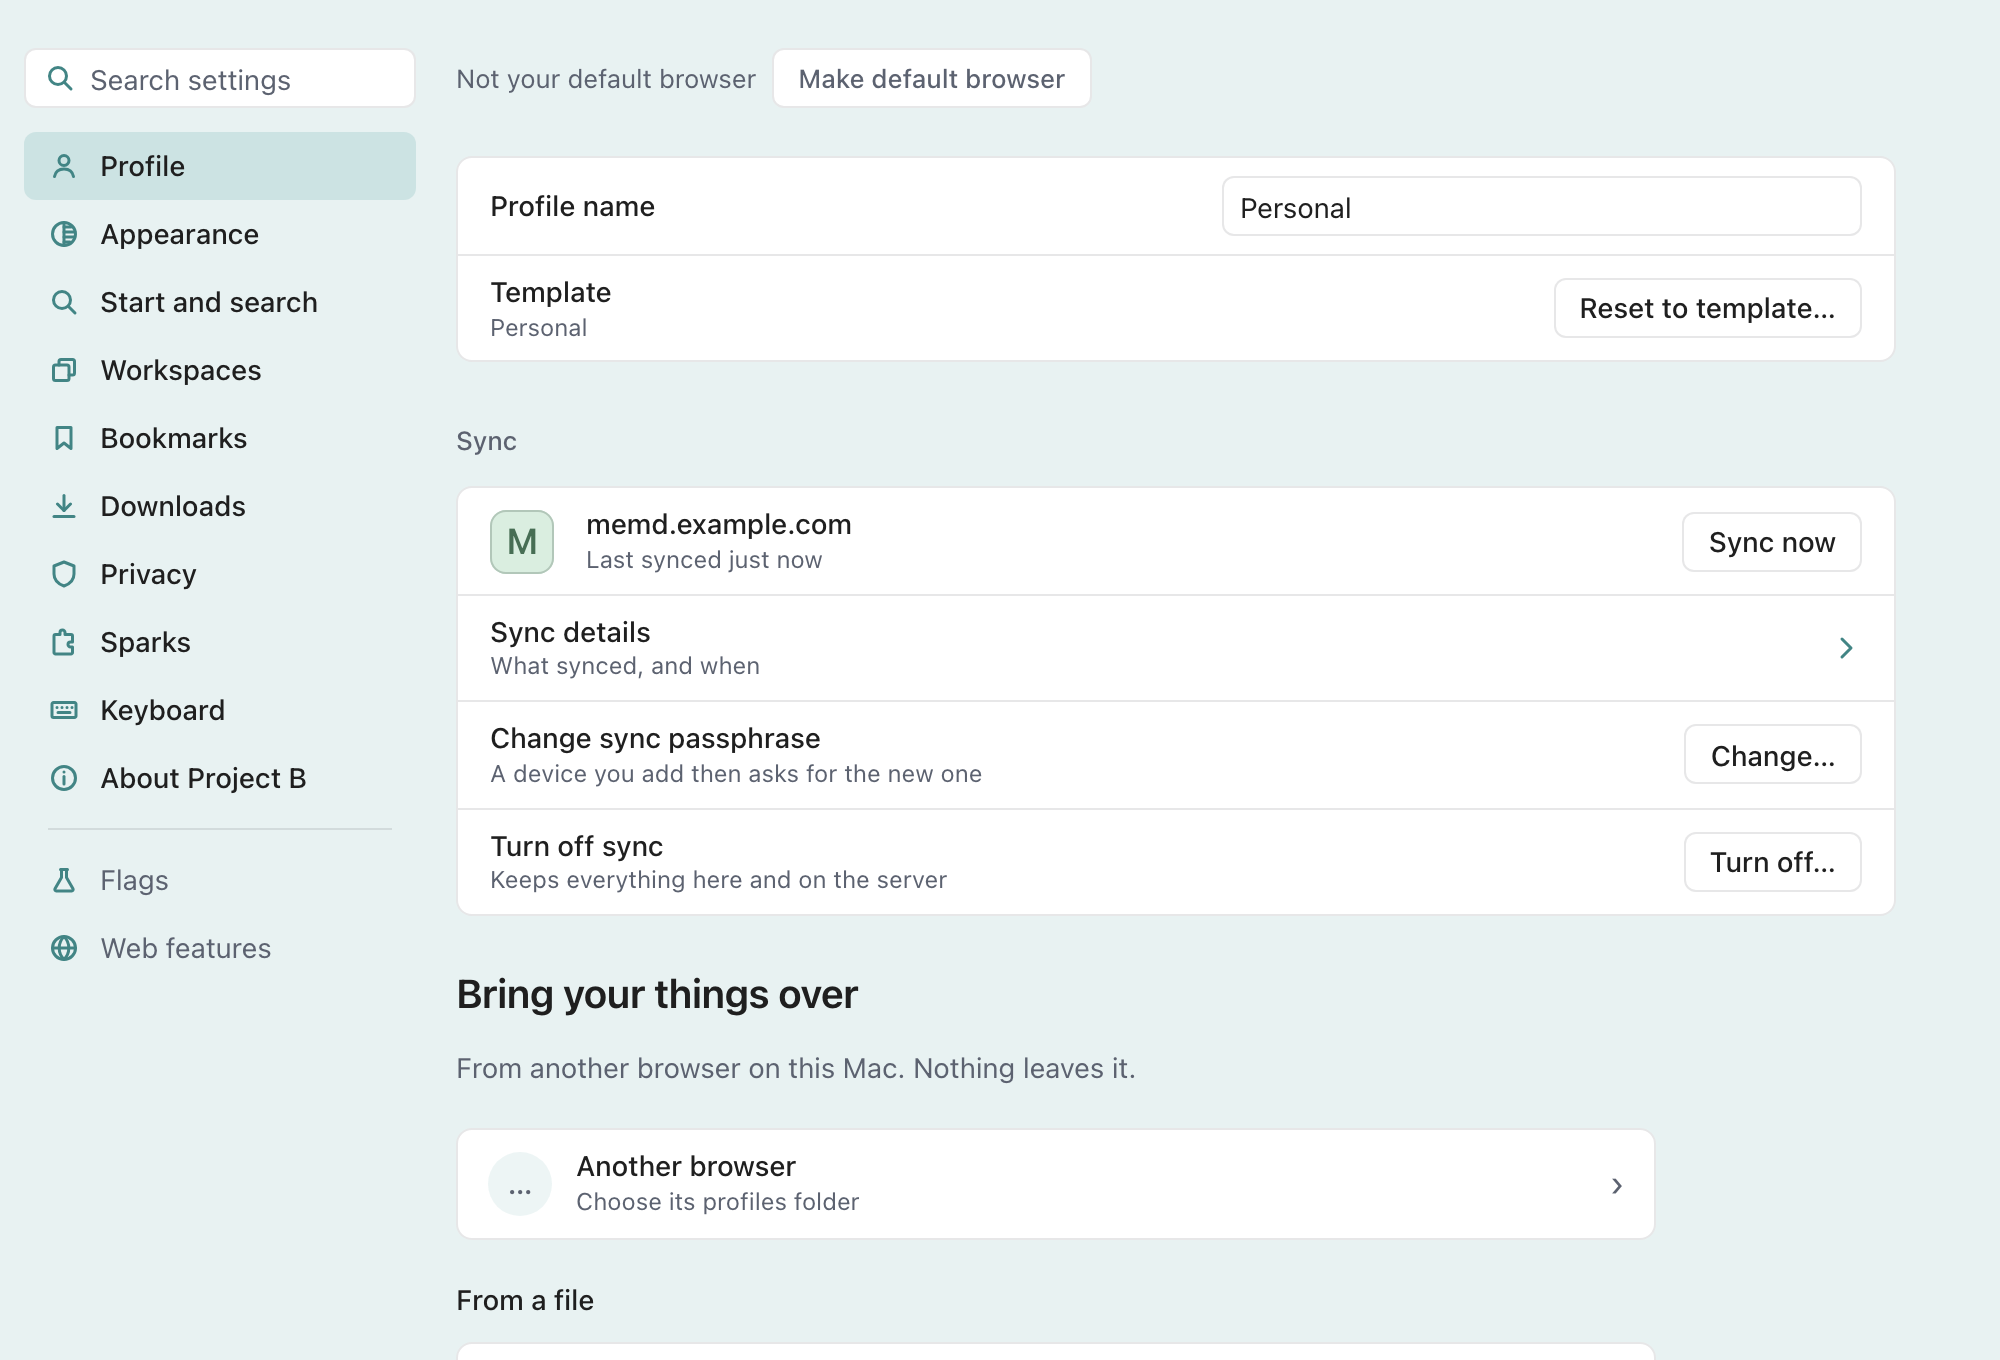 Search settings
Not your default browser
Make default browser
Profile
Appearance
Start and search
Workspaces
Bookmarks
Downloads
Privacy
Sparks
Keyboard
About Project B
Flags
Web features
Profile name
Personal
Template
Personal
Reset to template...
Sync
M
memd.example.com
Last synced just now
Sync now
Sync details
What synced, and when
Change sync passphrase
A device you add then asks for the new one
Change...
Turn off sync
Keeps everything here and on the server
Turn off...
Bring your things over
From another browser on this Mac. Nothing leaves it.
...
Another browser
Choose its profiles folder
From a file